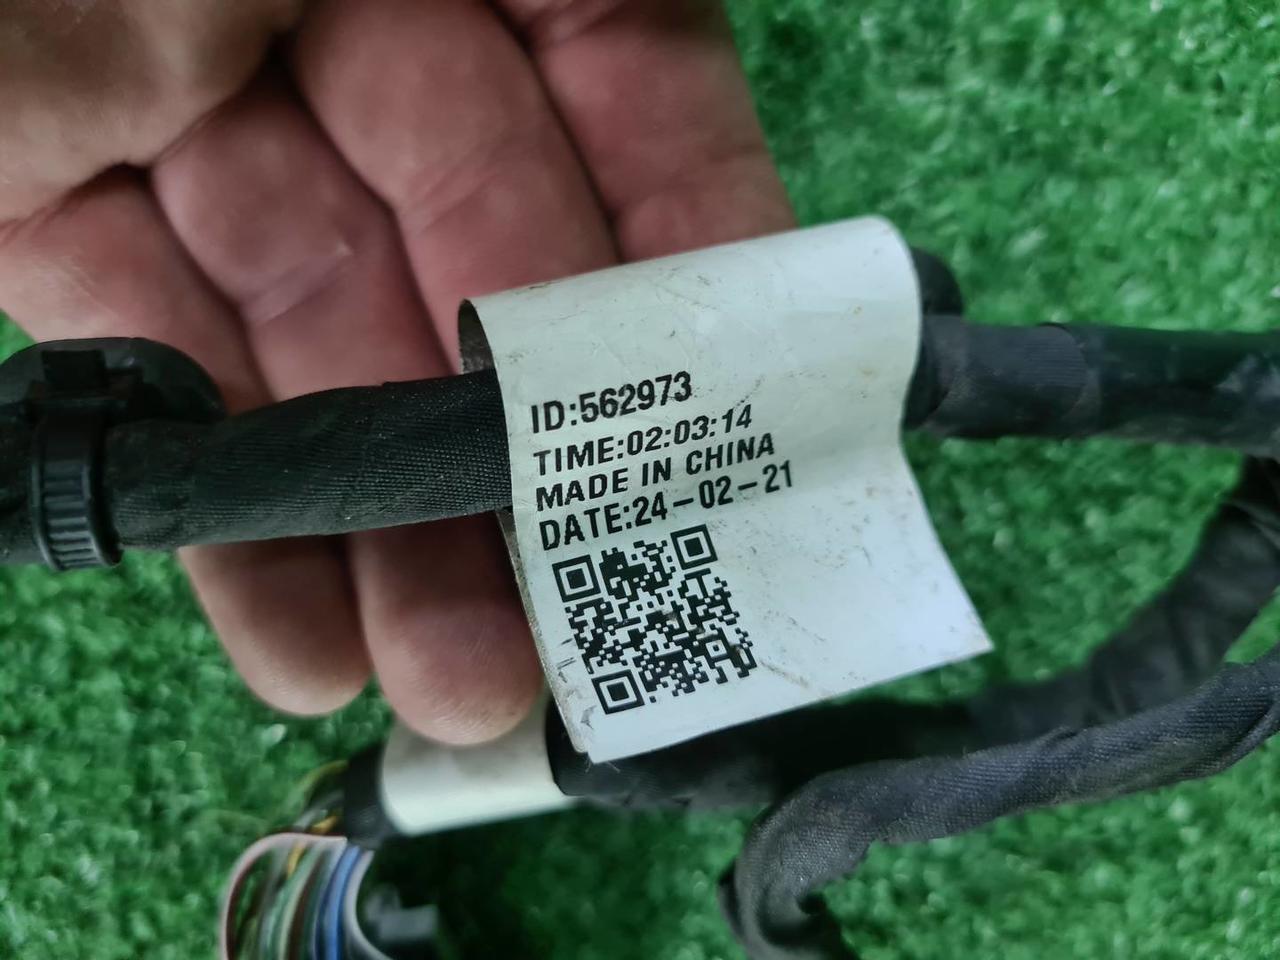 ID:562973
TIME:02:03:14
MADE IN CHINA
DATE:24-02-21